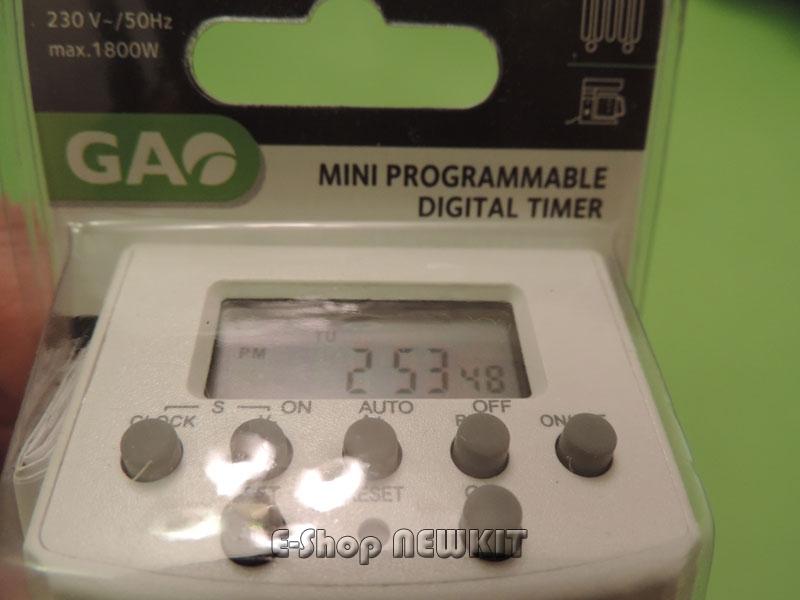 230 V~/50Hz
max.1800W
GAO
MINI PROGRAMMABLE
DIGITAL TIMER
TU
PM 2 53 48
S ON AUTO OFF
CLOCK
RESET
E-Shop NEWKIT